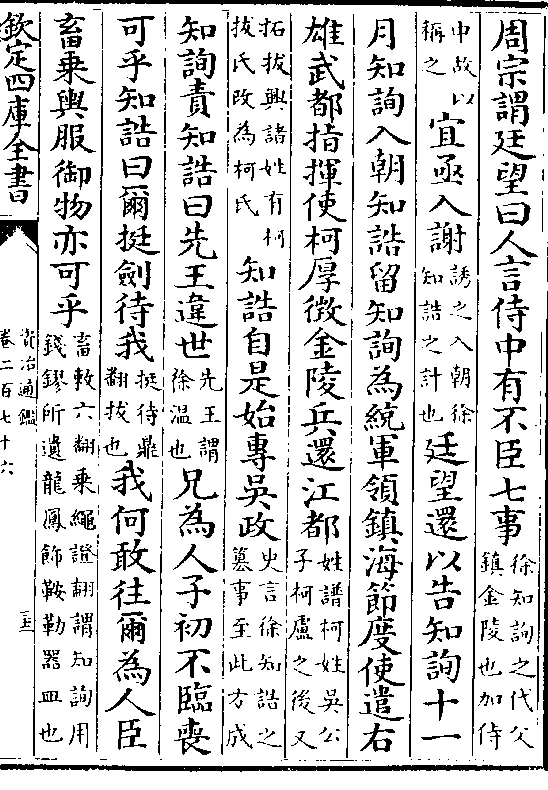 周宗謂廷望曰人言侍中有不臣七事徐知詢之代父鎮金陵也加侍
中故以稱之宜亟入謝誘之入朝徐知誥之計也廷望還以告知詢十一
月知詢入朝知誥留知詢為統軍領鎮海節度使遣右
雄武都指揮使柯厚徵金陵兵還江都姓譜柯姓吳公子柯盧之後又
拓拔興諸姓有柯拔氏改為柯氏知誥自是始專吳政史言徐知誥之簒事至此方成
知詢責知誥曰先王違世先王謂徐温也兄為人子初不臨喪
可乎知誥曰爾挺劒待我挺待鼎翻拔也我何敢往爾為人臣
畜乗輿服御物亦可乎畜敕六翻乗繩證翻謂知詢用錢鏐所遺龍鳳飾鞍勒器皿也
欽定四庫全書
資治通鑑
卷二百七十六